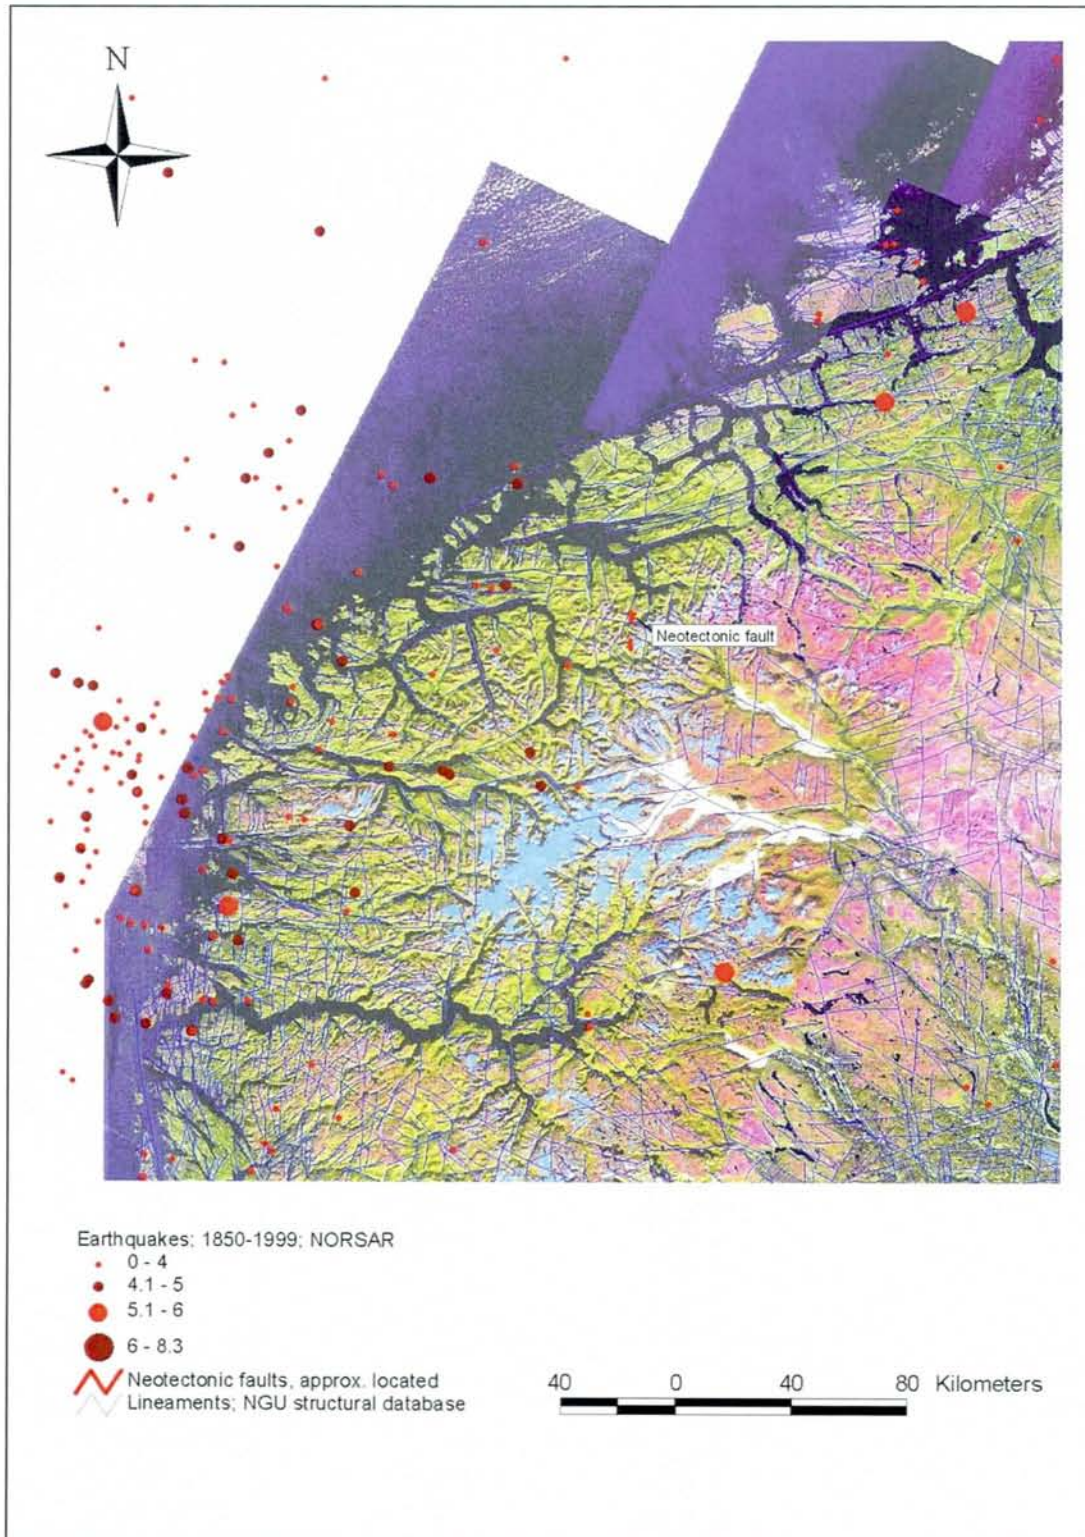 N
Neotectonic fault
Earthquakes; 1850-1999; NORSAR
0 - 4
4.1 - 5
5.1 - 6
6 - 8.3
Neotectonic faults, approx. located
Lineaments; NGU structural database
40 0 40 80 Kilometers